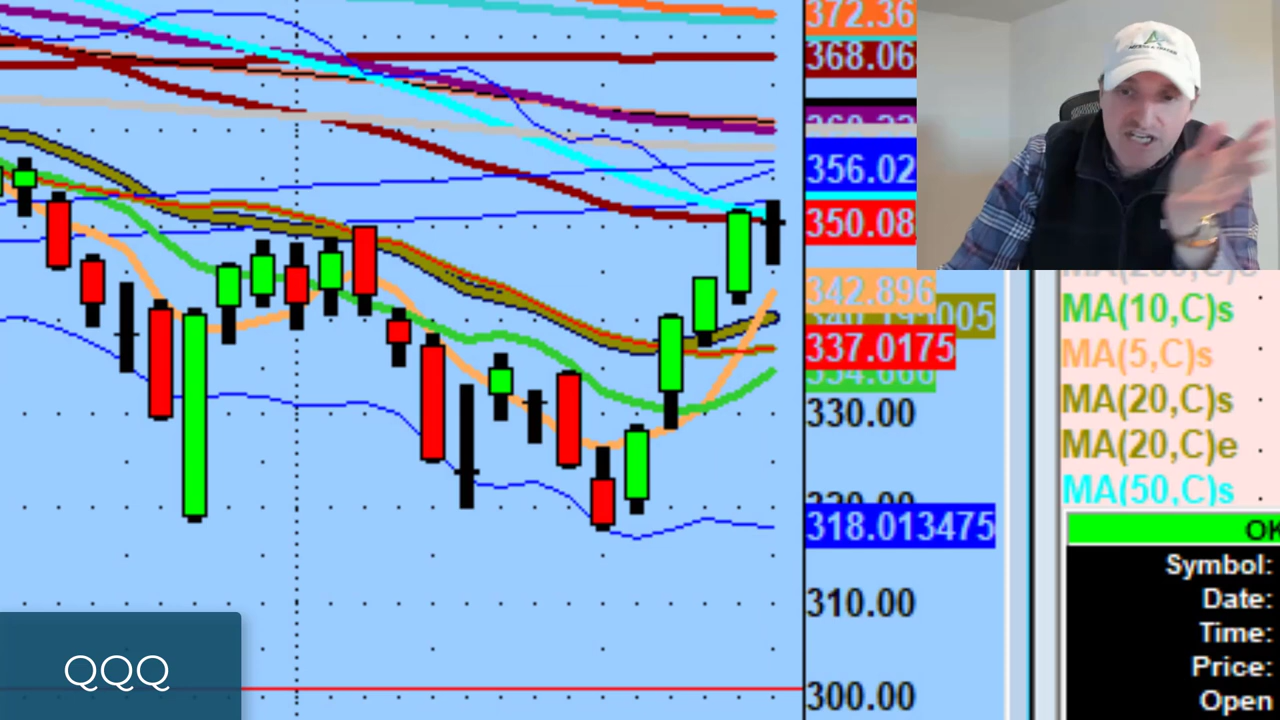 372.36
368.06
356.02
350.08
342.896
337.0175
330.00
318.013475
310.00
300.00
MA(10,C)s
MA(5,C)s
MA(20,C)s
MA(20,C)e
MA(50,C)s
OK
Symbol:
Date:
Time:
Price:
Open
QQQ